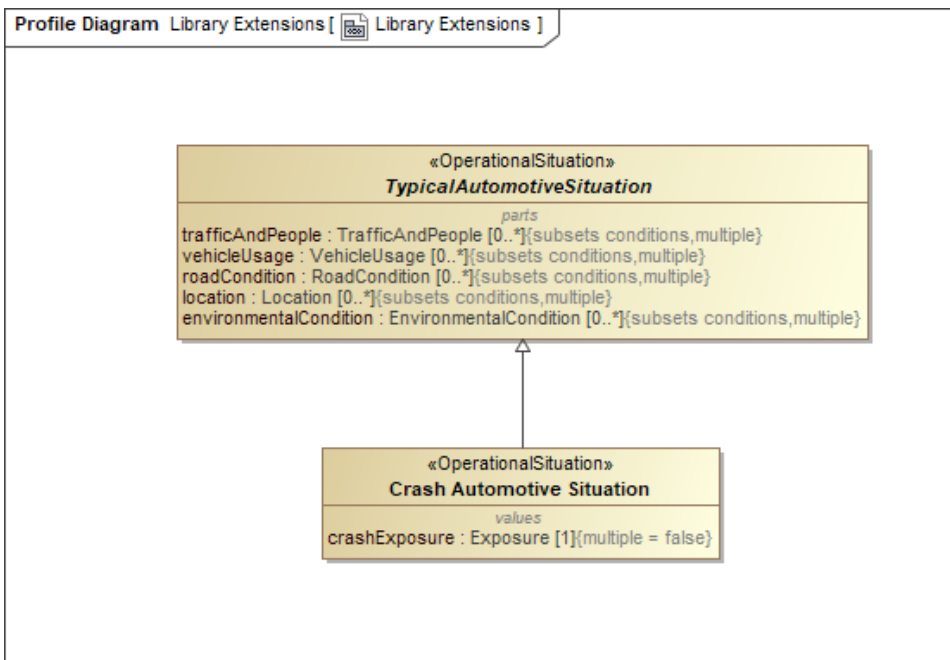 Profile Diagram Library Extensions [ Library Extensions ]
«OperationalSituation»
TypicalAutomotiveSituation
parts
trafficAndPeople : TrafficAndPeople [0..*]{subsets conditions,multiple}
vehicleUsage : VehicleUsage [0..*]{subsets conditions,multiple}
roadCondition : RoadCondition [0..*]{subsets conditions,multiple}
location : Location [0..*]{subsets conditions,multiple}
environmentalCondition : EnvironmentalCondition [0..*]{subsets conditions,multiple}
«OperationalSituation»
Crash Automotive Situation
values
crashExposure : Exposure [1]{multiple = false}